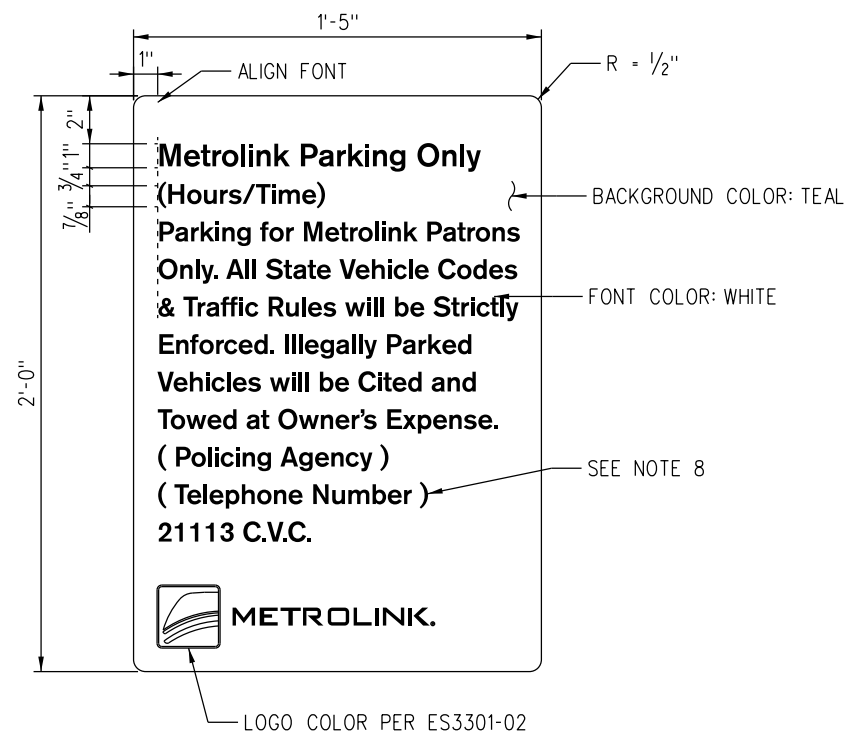 1'-5"
1"
ALIGN FONT
R = 1/2"
2"
1"
3/4"
7/8"
2'-0"
Metrolink Parking Only
(Hours/Time)
BACKGROUND COLOR: TEAL
Parking for Metrolink Patrons
Only. All State Vehicle Codes
& Traffic Rules will be Strictly
FONT COLOR: WHITE
Enforced. Illegally Parked
Vehicles will be Cited and
Towed at Owner's Expense.
( Policing Agency )
SEE NOTE 8
( Telephone Number )
21113 C.V.C.
METROLINK.
LOGO COLOR PER ES3301-02